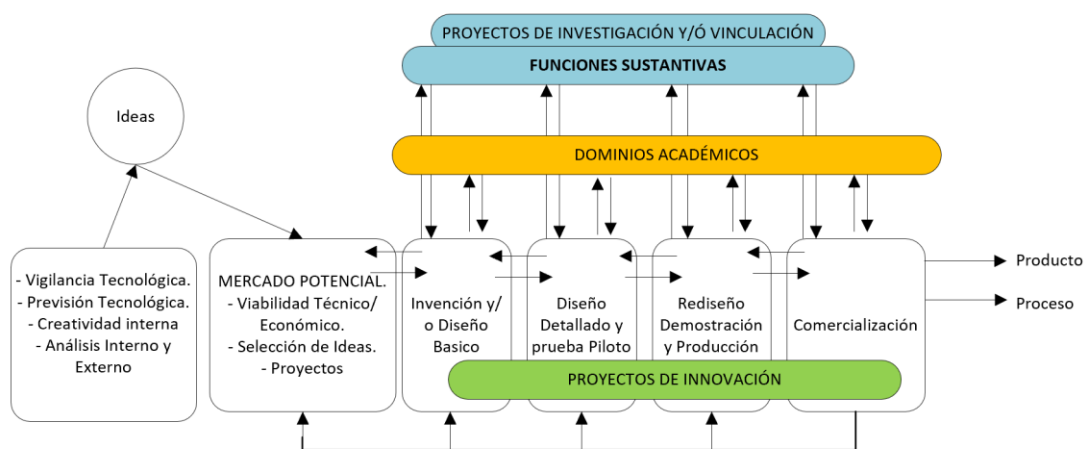 PROYECTOS DE INVESTIGACIÓN Y/Ó VINCULACIÓN
FUNCIONES SUSTANTIVAS
Ideas
DOMINIOS ACADÉMICOS
- Vigilancia Tecnológica.
- Previsión Tecnológica.
- Creatividad interna
- Análisis Interno y
Externo
MERCADO POTENCIAL.
- Viabilidad Técnico/
Económico.
- Selección de Ideas.
- Proyectos
Invención y/
o Diseño
Basico
Diseño
Detallado y
prueba Piloto
Rediseño
Demostración
y Producción
Comercialización
Producto
Proceso
PROYECTOS DE INNOVACIÓN